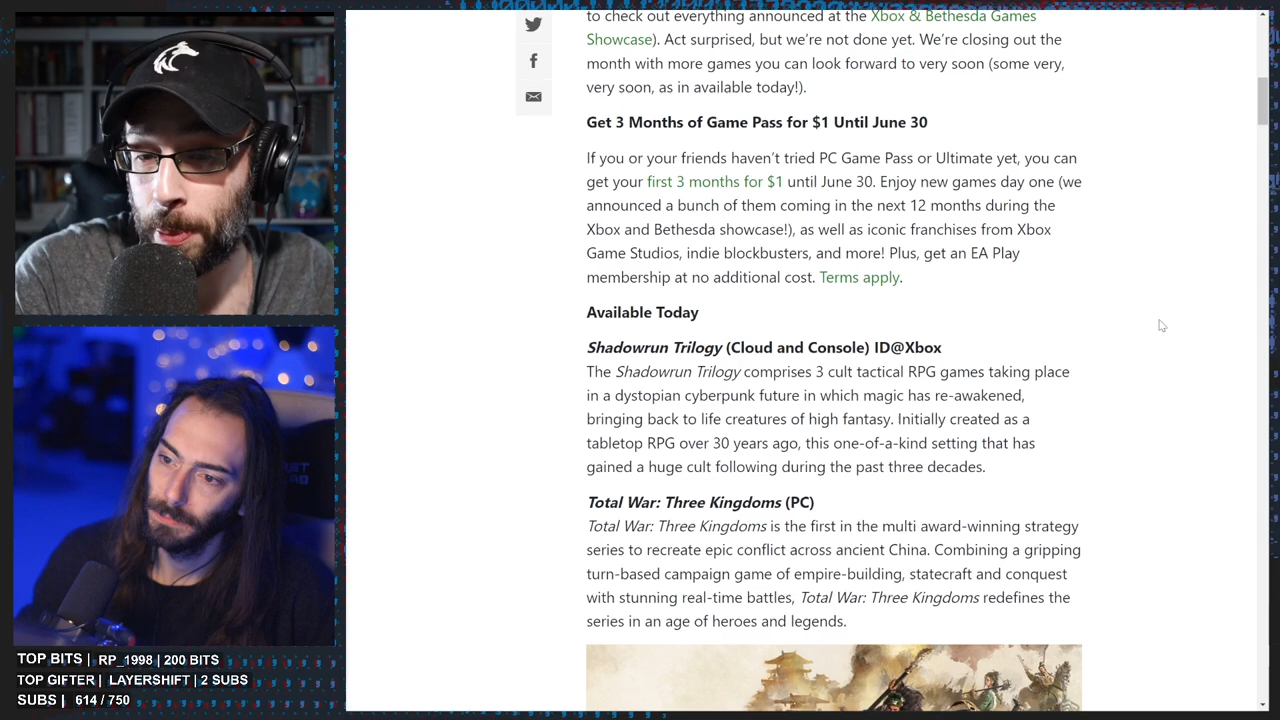 to check out everything announced at the Xbox & Bethesda Games
Showcase). Act surprised, but we’re not done yet. We’re closing out the
month with more games you can look forward to very soon (some very,
very soon, as in available today!).
Get 3 Months of Game Pass for $1 Until June 30
If you or your friends haven’t tried PC Game Pass or Ultimate yet, you can
get your first 3 months for $1 until June 30. Enjoy new games day one (we
announced a bunch of them coming in the next 12 months during the
Xbox and Bethesda showcase!), as well as iconic franchises from Xbox
Game Studios, indie blockbusters, and more! Plus, get an EA Play
membership at no additional cost. Terms apply.
Available Today
Shadowrun Trilogy (Cloud and Console) ID@Xbox
The Shadowrun Trilogy comprises 3 cult tactical RPG games taking place
in a dystopian cyberpunk future in which magic has re-awakened,
bringing back to life creatures of high fantasy. Initially created as a
tabletop RPG over 30 years ago, this one-of-a-kind setting that has
gained a huge cult following during the past three decades.
Total War: Three Kingdoms (PC)
Total War: Three Kingdoms is the first in the multi award-winning strategy
series to recreate epic conflict across ancient China. Combining a gripping
turn-based campaign game of empire-building, statecraft and conquest
with stunning real-time battles, Total War: Three Kingdoms redefines the
series in an age of heroes and legends.
TOP BITS | RP_1998 | 200 BITS
TOP GIFTER | LAYERSHIFT | 2 SUBS
SUBS | 614 / 750